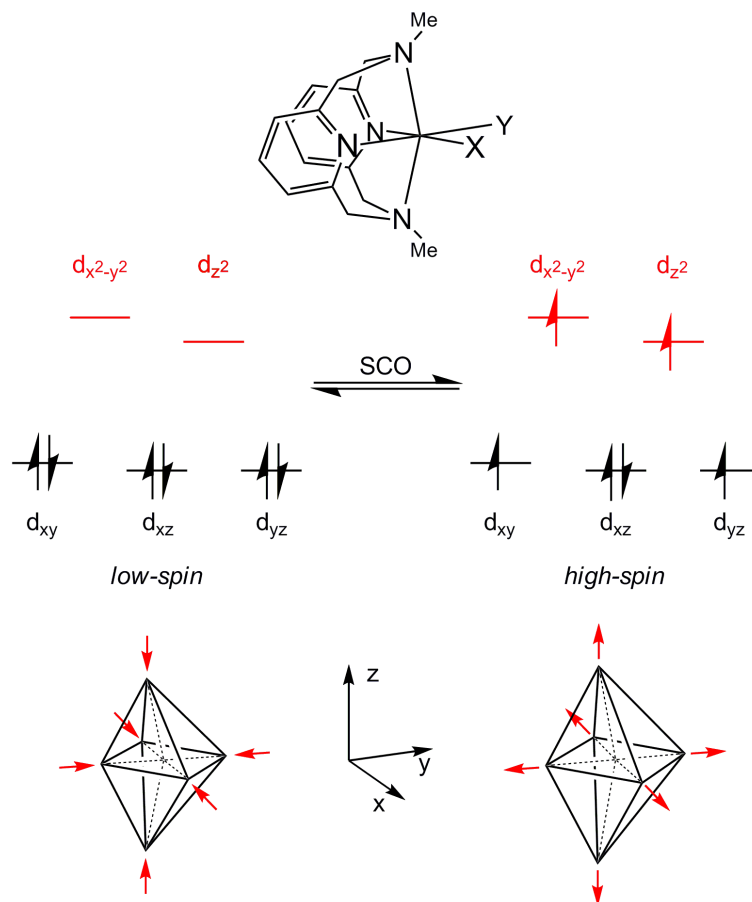 Me
N
N
N
Y
X
N
Me
dx²-y² dz² dx²-y² dz²
SCO
dxy dxz dyz dxy dxz dyz
low-spin high-spin
z
y
x